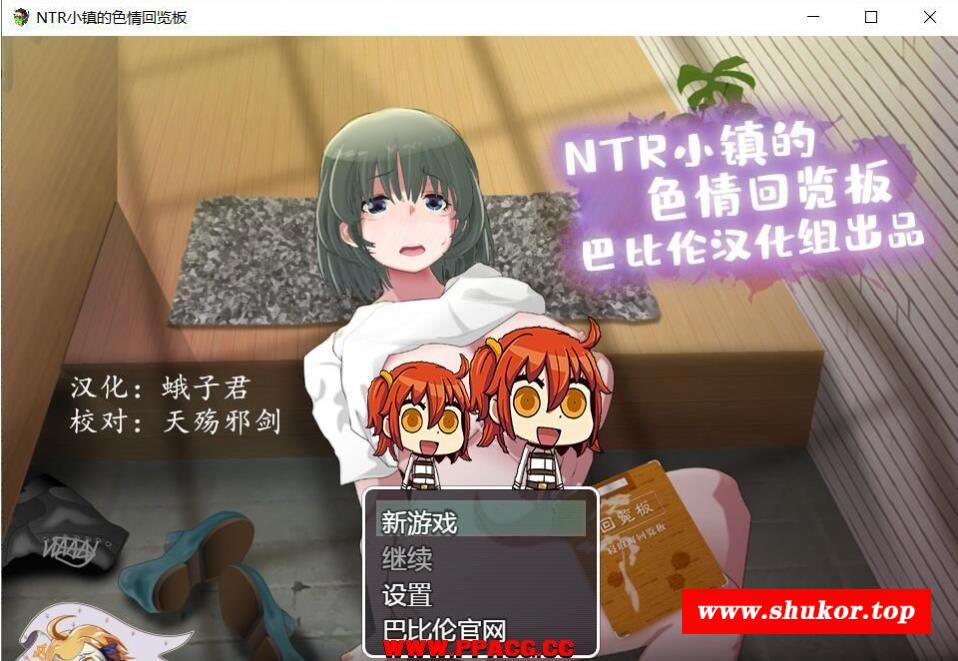 NTR小镇的色情回览板
NTR小镇的
色情回览板
巴比伦汉化组出品
汉化：蛾子君
校对：天殇邪剑
新游戏
继续
设置
巴比伦官网
回览板
www.shukor.top
WWW.PPACG.CC